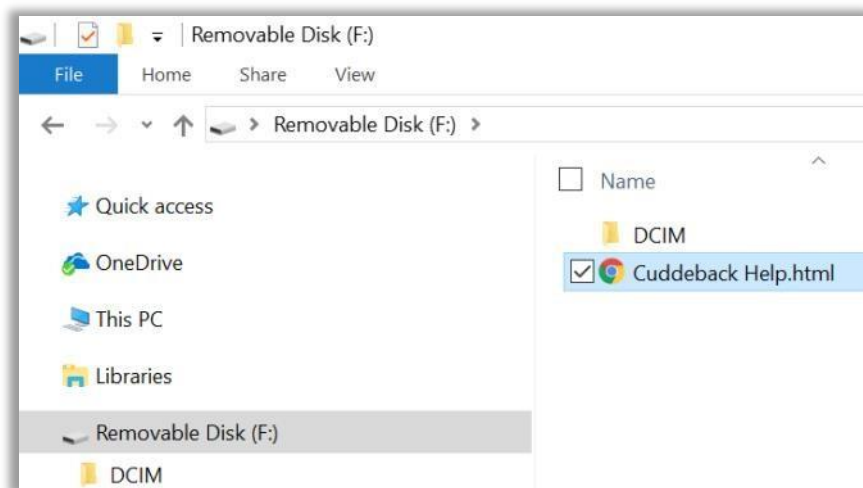 Removable Disk (F:)
File Home Share View
Removable Disk (F:)
Name
Quick access
DCIM
OneDrive
Cuddeback Help.html
This PC
Libraries
Removable Disk (F:)
DCIM